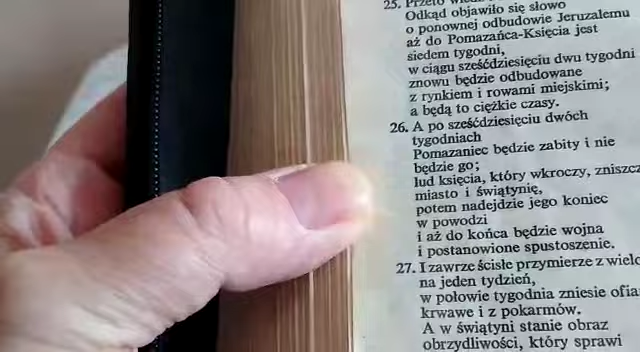 25. Przeto
Odkąd objawiło się słowo
o ponownej odbudowie Jeruzalemu
aż do Pomazańca-Księcia jest
siedem tygodni,
w ciągu sześćdziesięciu dwu tygodni
znowu będzie odbudowane
z rynkiem i rowami miejskimi;
a będą to ciężkie czasy.
26. A po sześćdziesięciu dwóch
tygodniach
Pomazaniec będzie zabity i nie
będzie go;
lud księcia, który wkroczy, zniszcz
miasto i świątynię,
potem nadejdzie jego koniec
w powodzi
i aż do końca będzie wojna
i postanowione spustoszenie.
27. I zawrze ścisłe przymierze z wielo
na jeden tydzień,
w połowie tygodnia zniesie ofia
krwawe i z pokarmów.
A w świątyni stanie obraz
obrzydliwości, który sprawi